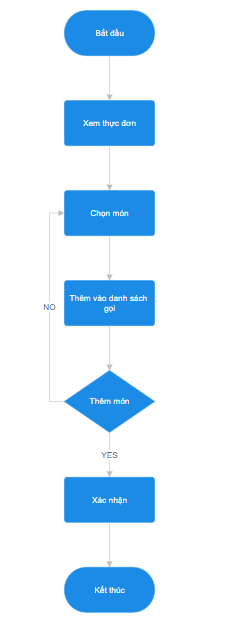 Bắt đầu
Xem thực đơn
Chọn món
Thêm vào danh sách
gọi
NO
Thêm món
YES
Xác nhận
Kết thúc